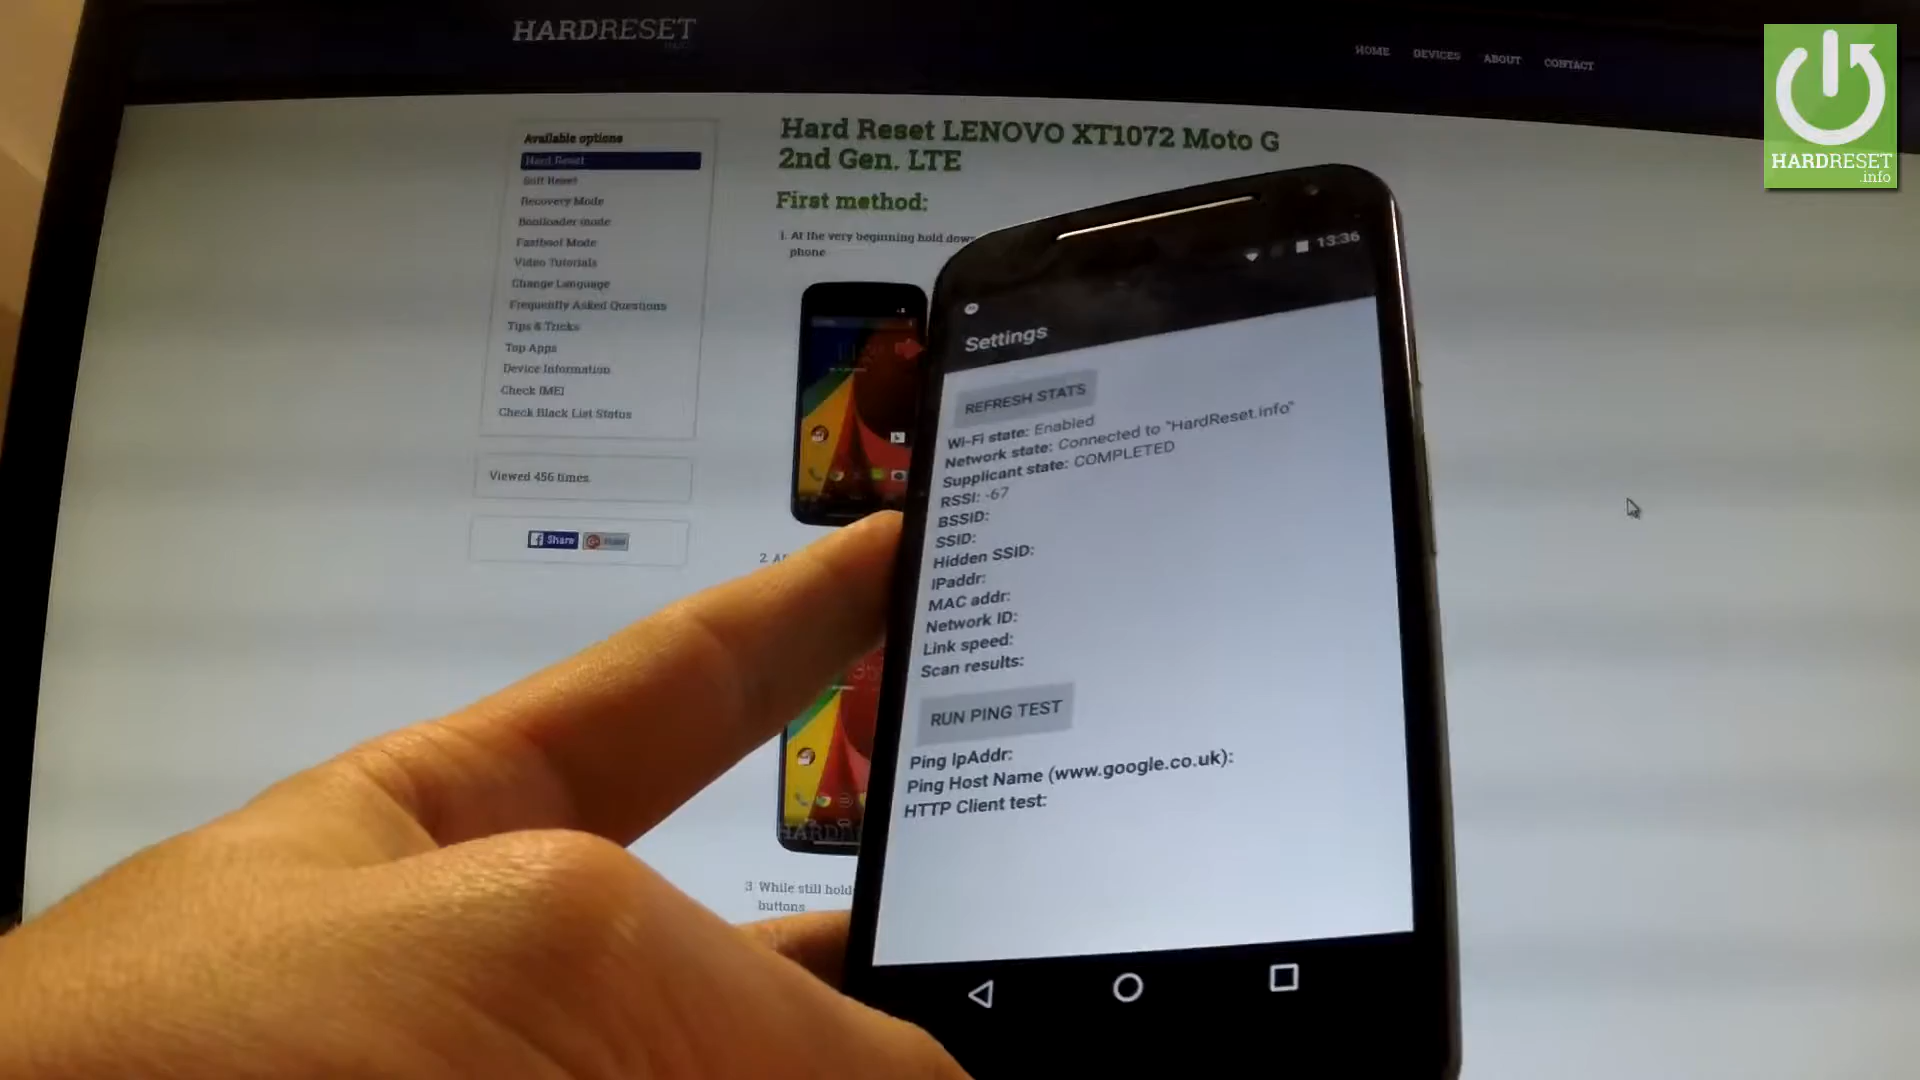 HARDRESET
HOME DEVICES ABOUT CONTACT
HARDRESET
.info
Available options
Hard Reset
Soft Reset
Recovery Mode
Bootloader mode
Fastboot Mode
Video Tutorials
Change Language
Frequently Asked Questions
Tips & Tricks
Top Apps
Device Information
Check IMEI
Check Black List Status
Viewed 456 times
Share
Hard Reset LENOVO XT1072 Moto G
2nd Gen. LTE
First method:
1. At the very beginning hold down
phone
2.
3. While still hold
buttons
13:36
Settings
REFRESH STATS
Wi-Fi state: Enabled
Network state: Connected to "HardReset.info"
Supplicant state: COMPLETED
RSSI: -67
BSSID:
SSID:
Hidden SSID:
IPaddr:
MAC addr:
Network ID:
Link speed:
Scan results:
RUN PING TEST
Ping IpAddr:
Ping Host Name (www.google.co.uk):
HTTP Client test: